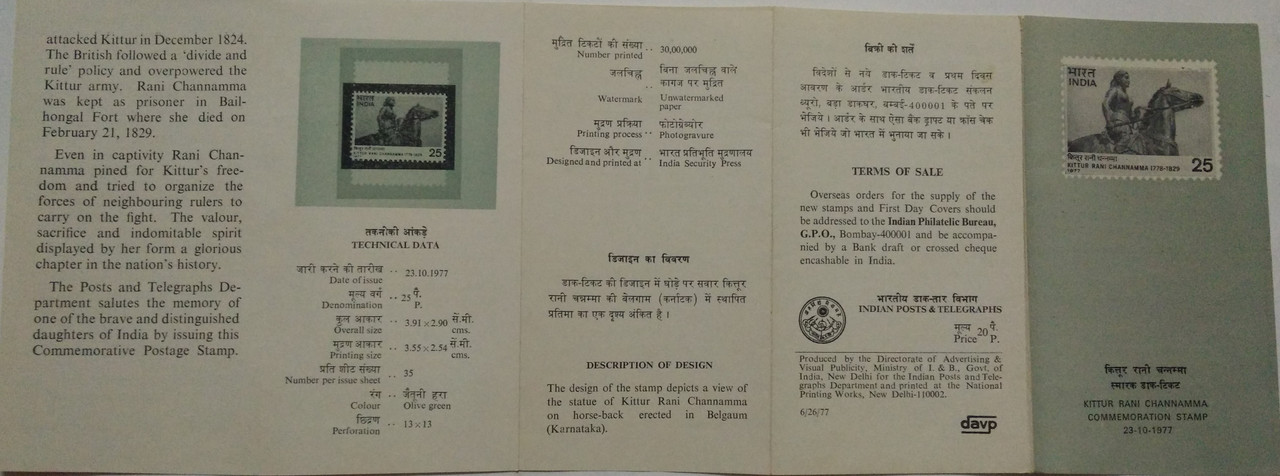 attacked Kittur in December 1824.
The British followed a ‘divide and
rule’ policy and overpowered the
Kittur army. Rani Channamma
was kept as prisoner in Bail-
hongal Fort where she died on
February 21, 1829.
Even in captivity Rani Chan-
namma pined for Kittur's free-
dom and tried to organize the
forces of neighbouring rulers to
carry on the fight. The valour,
sacrifice and indomitable spirit
displayed by her form a glorious
chapter in the nation's history.
The Posts and Telegraphs De-
partment salutes the memory of
one of the brave and distinguished
daughters of India by issuing this
Commemorative Postage Stamp.
भारत
INDIA
कित्तूर रानी चन्नम्मा
KITTUR RANI CHANNAMMA 1778-1829
25
तकनीकी आंकड़े
TECHNICAL DATA
जारी करने की तारीख .. 23.10.1977
Date of issue
मूल्य वर्ग .. 25 पै.
Denomination P.
कुल आकार .. 3.91×2.90 सें.मी.
Overall size cms.
मुद्रण आकार .. 3.55×2.54 सें.मी.
Printing size cms.
प्रति शीट संख्या .. 35
Number per issue sheet
रंग .. जैतूनी हरा
Colour Olive green
छिद्रण .. 13×13
Perforation
मुद्रित टिकटों की संख्या .. 30,00,000
Number printed
जलचिह्न .. बिना जलचिह्न वाले
कागज पर मुद्रित
Watermark Unwatermarked
paper
मुद्रण प्रक्रिया .. फोटोग्रेव्योर
Printing process Photogravure
डिजाइन और मुद्रण .. भारत प्रतिभूति मुद्रणालय
Designed and printed at India Security Press
डिजाइन का विवरण
डाक-टिकट की डिजाइन में घोड़े पर सवार कित्तूर
रानी चन्नम्मा की बेलगाम (कर्नाटक) में स्थापित
प्रतिमा का एक दृश्य अंकित है।
DESCRIPTION OF DESIGN
The design of the stamp depicts a view of
the statue of Kittur Rani Channamma
on horse-back erected in Belgaum
(Karnataka).
बिक्री की शर्तें
विदेशों से नये डाक-टिकट व प्रथम दिवस
आवरण के आर्डर भारतीय डाक-टिकट संकलन
ब्यूरो, बड़ा डाकघर, बम्बई-400001 के पते पर
भेजिये। आर्डर के साथ ऐसा बैंक ड्राफ्ट या क्रॉस चेक
भी भेजिये जो भारत में भुनाया जा सके।
TERMS OF SALE
Overseas orders for the supply of the
new stamps and First Day Covers should
be addressed to the Indian Philatelic Bureau,
G.P.O., Bombay-400001 and be accompa-
nied by a Bank draft or crossed cheque
encashable in India.
भारतीय डाक-तार विभाग
INDIAN POSTS & TELEGRAPHS
मूल्य 20 पै.
Price P.
Produced by the Directorate of Advertising &
Visual Publicity, Ministry of I. & B., Govt. of
India, New Delhi for the Indian Posts and Tele-
graphs Department and printed at the National
Printing Works, New Delhi-110002.
6/26/77
davp
भारत
INDIA
कित्तूर रानी चन्नम्मा
KITTUR RANI CHANNAMMA 1778-1829
1977
25
कित्तूर रानी चन्नम्मा
स्मारक डाक-टिकट
KITTUR RANI CHANNAMMA
COMMEMORATION STAMP
23-10-1977